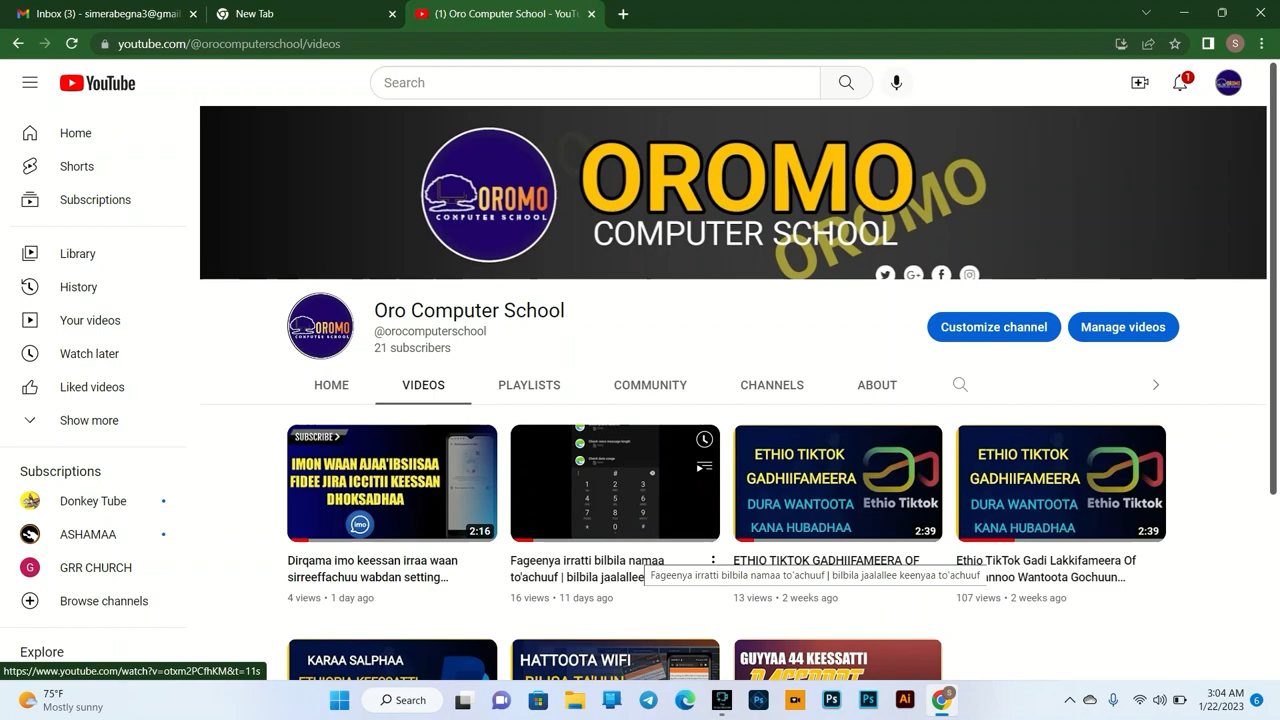 Inbox (3) - simerabegna3@gmail.
New Tab
(1) Oro Computer School - YouTu
youtube.com/@orocomputerschool/videos
S
YouTube
Search
1
OROMO
COMPUTER SCHOOL
OROMO
COMPUTER SCHOOL
OROMO
Home
Shorts
Subscriptions
Library
History
Your videos
Watch later
Liked videos
Show more
Subscriptions
Donkey Tube
ASHAMAA
G
GRR CHURCH
Browse channels
Explore
Oro Computer School
@orocomputerschool
21 subscribers
Customize channel
Manage videos
HOME
VIDEOS
PLAYLISTS
COMMUNITY
CHANNELS
ABOUT
SUBSCRIBE
IMON WAAN AJAA'IBSIISAA
FIDEE JIRA ICCITII KEESSAN
DHOKSADHAA
imo
2:16
Dirqama imo keessan irraa waan
sirreeffachuu wabdan setting...
4 views • 1 day ago
Fageenya irratti bilbila namaa
to'achuuf | bilbila jaalallee
16 views • 11 days ago
ETHIO TIKTOK
GADHIIFAMEERA
DURA WANTOOTA
KANA HUBADHAA
Ethio Tiktok
2:39
ETHIO TIKTOK GADHIIFAMEERA OF
13 views • 2 weeks ago
ETHIO TIKTOK
GADHIIFAMEERA
DURA WANTOOTA
KANA HUBADHAA
Ethio Tiktok
2:39
Ethio TikTok Gadi Lakkifameera Of
nnoo Wantoota Gochuun...
107 views • 2 weeks ago
Fageenya irratti bilbila namaa to'achuuf | bilbila jaalallee keenyaa to'achuuf
KARAA SALPHAA
HATTOOTA WIFI
GUYYAA 44 KEESSATTI
https://www.youtube.com/watch?v=otxm2PCfhKM&t=11s
75°F
Mostly sunny
Search
3:04 AM
1/22/2023
6